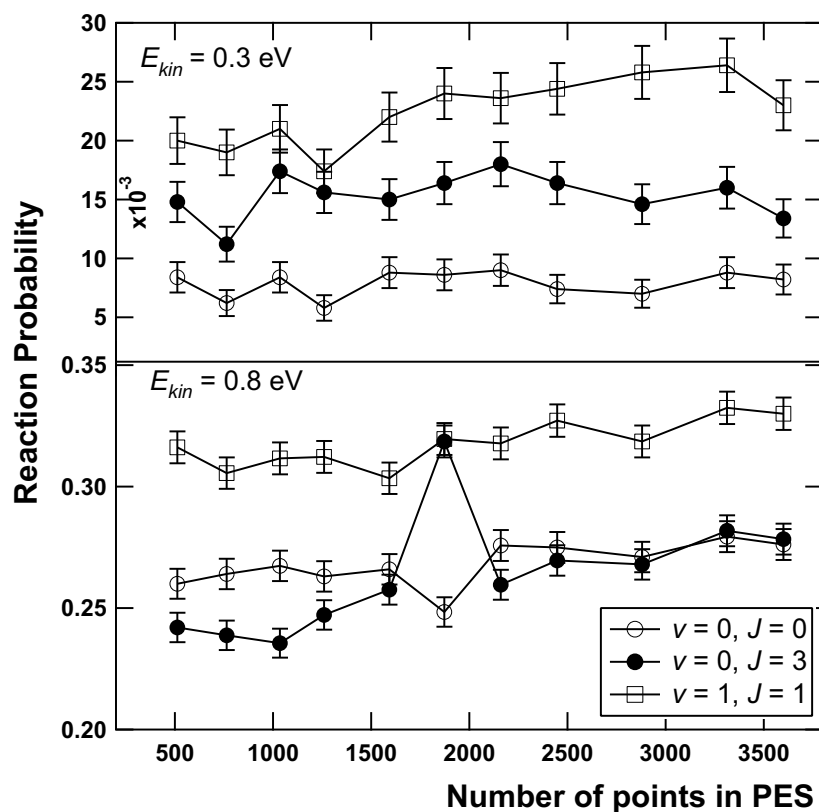 30
E_kin = 0.3 eV
25
20
15
x10^-3
10
5
Reaction Probability
0.35
E_kin = 0.8 eV
0.30
0.25
0.20
v = 0, J = 0
v = 0, J = 3
v = 1, J = 1
500 1000 1500 2000 2500 3000 3500
Number of points in PES